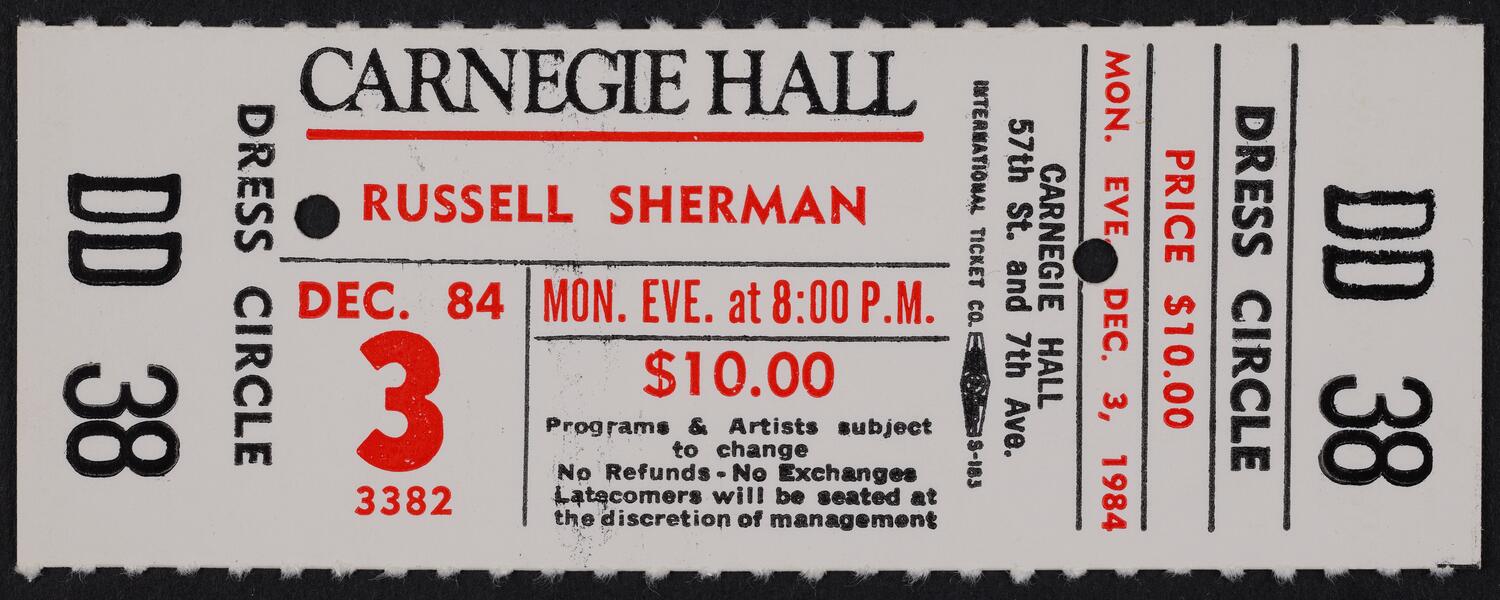 DD 38
DRESS CIRCLE
CARNEGIE HALL
RUSSELL SHERMAN
DEC. 84
3
3382
MON. EVE. at 8:00 P.M.
$10.00
Programs & Artists subject
to change
No Refunds - No Exchanges
Latecomers will be seated at
the discretion of management
INTERNATIONAL TICKET CO. S-183
CARNEGIE HALL
57th St. and 7th Ave.
MON. EVE. DEC. 3, 1984
PRICE $10.00
DRESS CIRCLE
DD 38